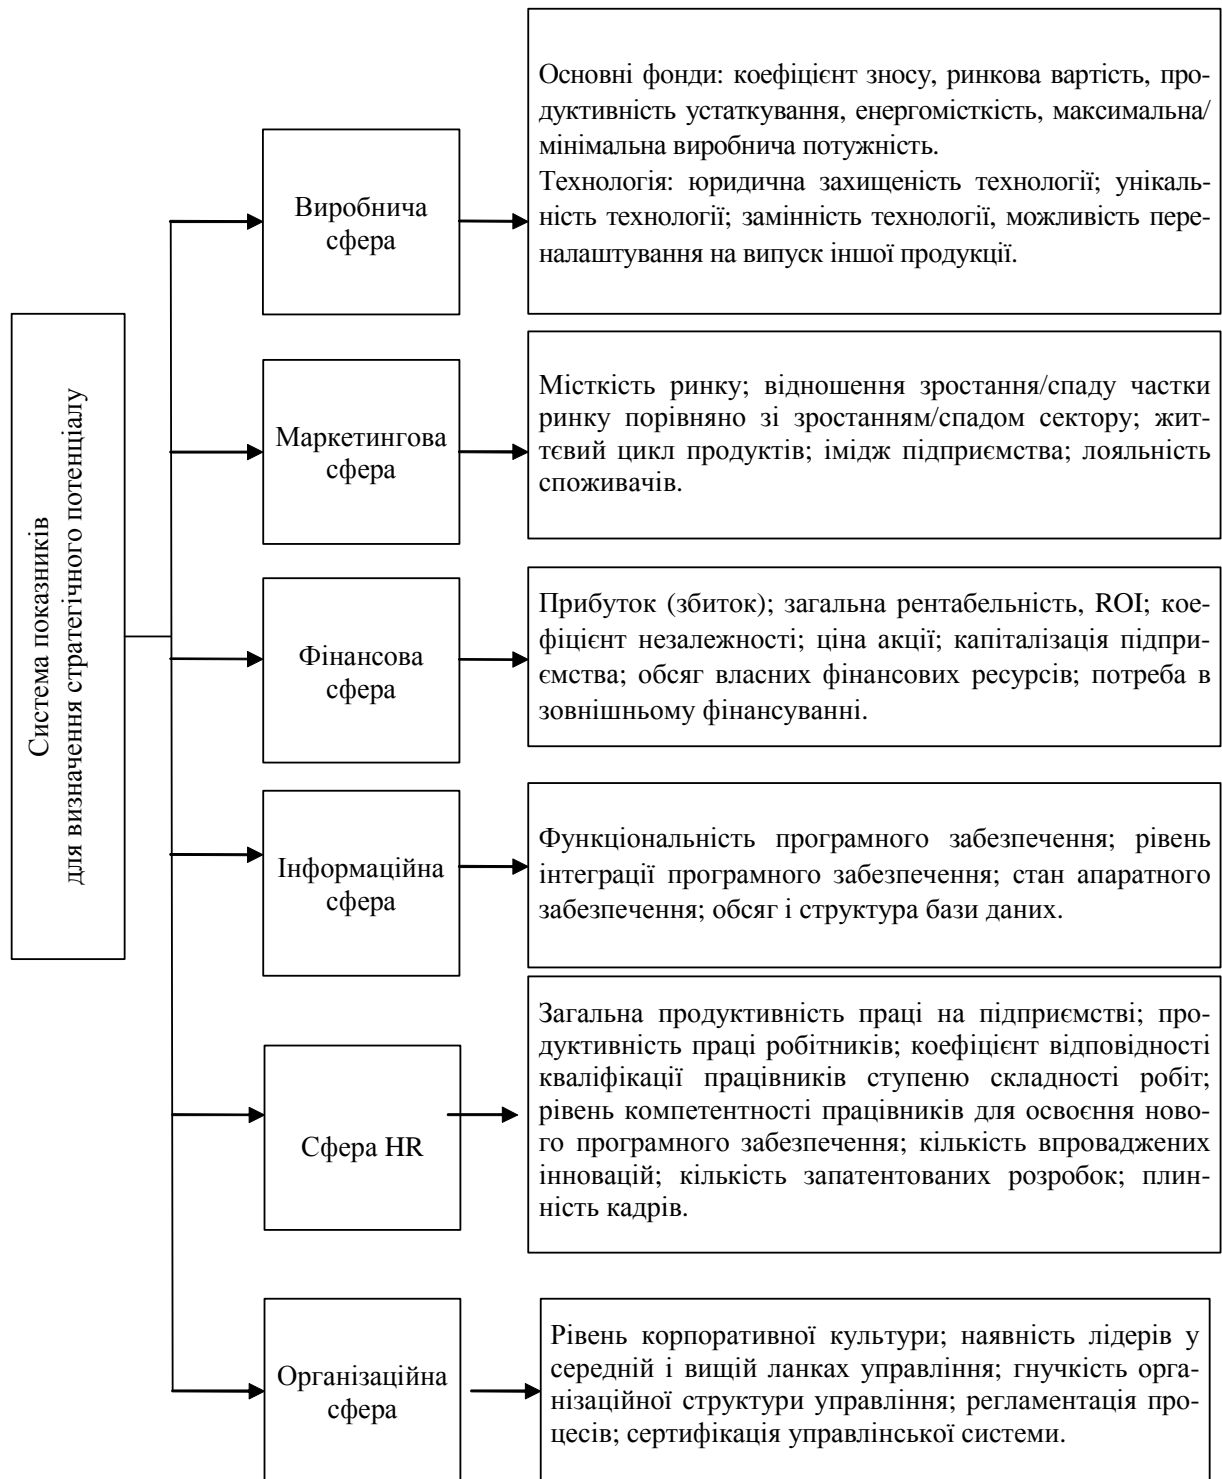 Система показників
для визначення стратегічного потенціалу
Виробнича
сфера
Основні фонди: коефіцієнт зносу, ринкова вартість, про-
дуктивність устаткування, енергомісткість, максимальна/
мінімальна виробнича потужність.
Технологія: юридична захищеність технології; унікаль-
ність технології; замінність технології, можливість пере-
налаштування на випуск іншої продукції.
Маркетингова
сфера
Місткість ринку; відношення зростання/спаду частки
ринку порівняно зі зростанням/спадом сектору; жит-
тєвий цикл продуктів; імідж підприємства; лояльність
споживачів.
Фінансова
сфера
Прибуток (збиток); загальна рентабельність, ROI; кое-
фіцієнт незалежності; ціна акції; капіталізація підпри-
ємства; обсяг власних фінансових ресурсів; потреба в
зовнішньому фінансуванні.
Інформаційна
сфера
Функціональність програмного забезпечення; рівень
інтеграції програмного забезпечення; стан апаратного
забезпечення; обсяг і структура бази даних.
Сфера HR
Загальна продуктивність праці на підприємстві; про-
дуктивність праці робітників; коефіцієнт відповідності
кваліфікації працівників ступеню складності робіт;
рівень компетентності працівників для освоєння ново-
го програмного забезпечення; кількість впроваджених
інновацій; кількість запатентованих розробок; плин-
ність кадрів.
Організаційна
сфера
Рівень корпоративної культури; наявність лідерів у
середній і вищій ланках управління; гнучкість орга-
нізаційної структури управління; регламентація про-
цесів; сертифікація управлінської системи.